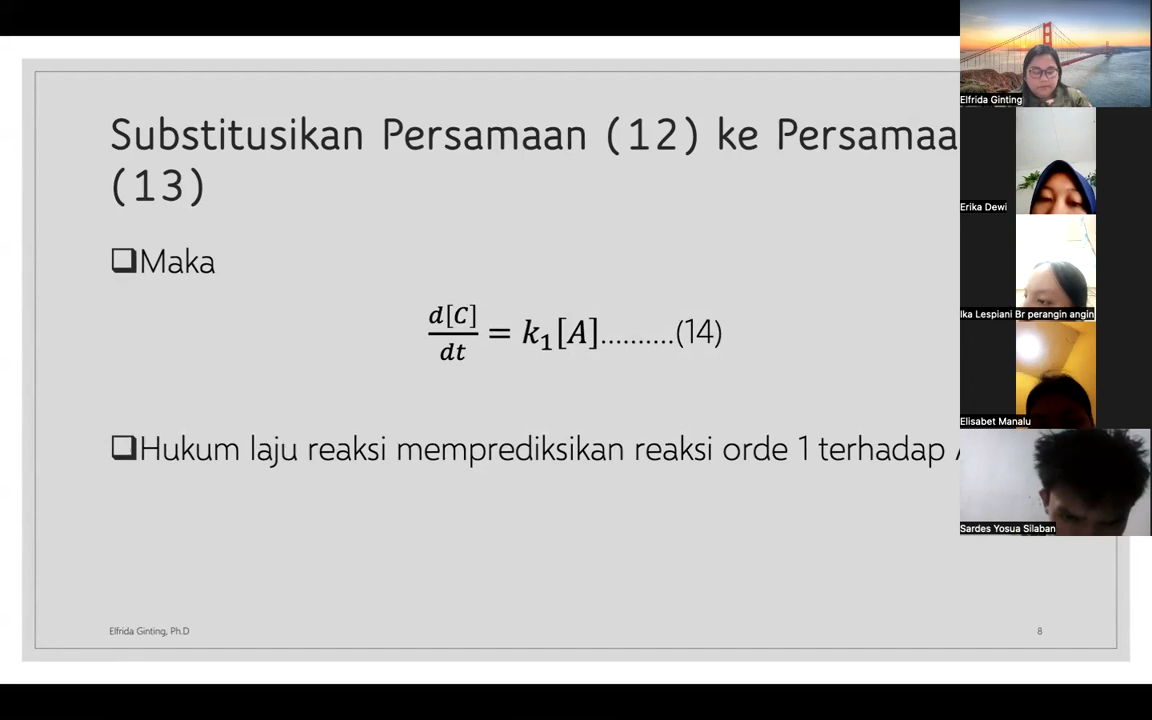 Substitusikan Persamaan (12) ke Persamaa
(13)
❑Maka
d[C]/dt = k₁[A]..........(14)
❑Hukum laju reaksi memprediksikan reaksi orde 1 terhadap
Elfrida Ginting, Ph.D
8
Elfrida Ginting
Erika Dewi
Ika Lespiani Br perangin angin
Elisabet Manalu
Sardes Yosua Silaban